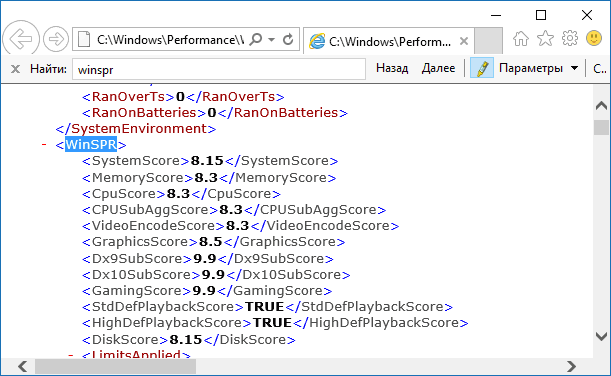 C:\Windows\Performance\W
C:\Windows\Perform...
x Найти: winspr Назад Далее Параметры С..
<RanOverTs>0</RanOverTs>
<RanOnBatteries>0</RanOnBatteries>
</SystemEnvironment>
- <WinSPR>
<SystemScore>8.15</SystemScore>
<MemoryScore>8.3</MemoryScore>
<CpuScore>8.3</CpuScore>
<CPUSubAggScore>8.3</CPUSubAggScore>
<VideoEncodeScore>8.3</VideoEncodeScore>
<GraphicsScore>8.5</GraphicsScore>
<Dx9SubScore>9.9</Dx9SubScore>
<Dx10SubScore>9.9</Dx10SubScore>
<GamingScore>9.9</GamingScore>
<StdDefPlaybackScore>TRUE</StdDefPlaybackScore>
<HighDefPlaybackScore>TRUE</HighDefPlaybackScore>
<DiskScore>8.15</DiskScore>
- <LimitsApplied>